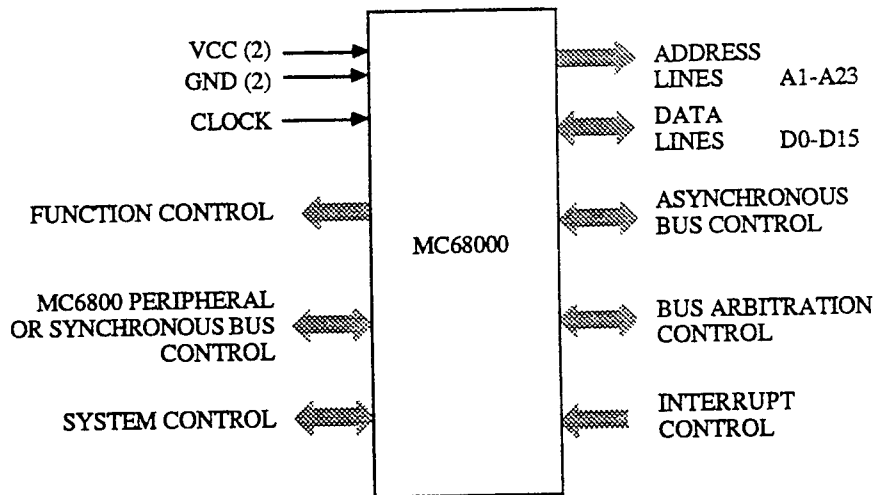 VCC (2)
GND (2)
CLOCK
FUNCTION CONTROL
MC6800 PERIPHERAL
OR SYNCHRONOUS BUS
CONTROL
SYSTEM CONTROL
MC68000
ADDRESS
LINES A1-A23
DATA
LINES D0-D15
ASYNCHRONOUS
BUS CONTROL
BUS ARBITRATION
CONTROL
INTERRUPT
CONTROL